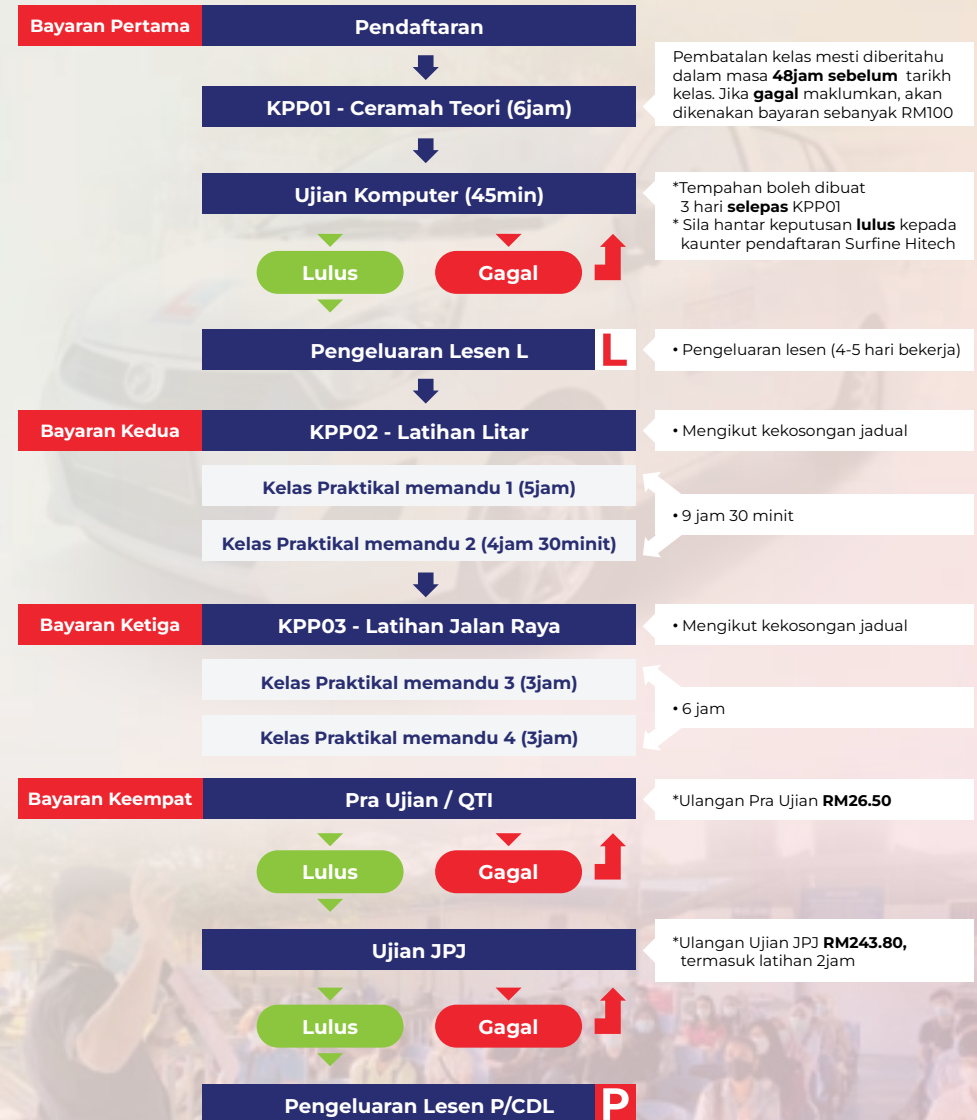 Bayaran Pertama
Pendaftaran
Pembatalan kelas mesti diberitahu
dalam masa 48jam sebelum tarikh
kelas. Jika gagal maklumkan, akan
dikenakan bayaran sebanyak RM100
KPP01 - Ceramah Teori (6jam)
Ujian Komputer (45min)
*Tempahan boleh dibuat
3 hari selepas KPP01
* Sila hantar keputusan lulus kepada
kaunter pendaftaran Surfine Hitech
Lulus
Gagal
Pengeluaran Lesen L
L
• Pengeluaran lesen (4-5 hari bekerja)
Bayaran Kedua
KPP02 - Latihan Litar
• Mengikut kekosongan jadual
Kelas Praktikal memandu 1 (5jam)
• 9 jam 30 minit
Kelas Praktikal memandu 2 (4jam 30minit)
Bayaran Ketiga
KPP03 - Latihan Jalan Raya
• Mengikut kekosongan jadual
Kelas Praktikal memandu 3 (3jam)
• 6 jam
Kelas Praktikal memandu 4 (3jam)
Bayaran Keempat
Pra Ujian / QTI
*Ulangan Pra Ujian RM26.50
Lulus
Gagal
Ujian JPJ
*Ulangan Ujian JPJ RM243.80,
termasuk latihan 2jam
Lulus
Gagal
Pengeluaran Lesen P/CDL
P